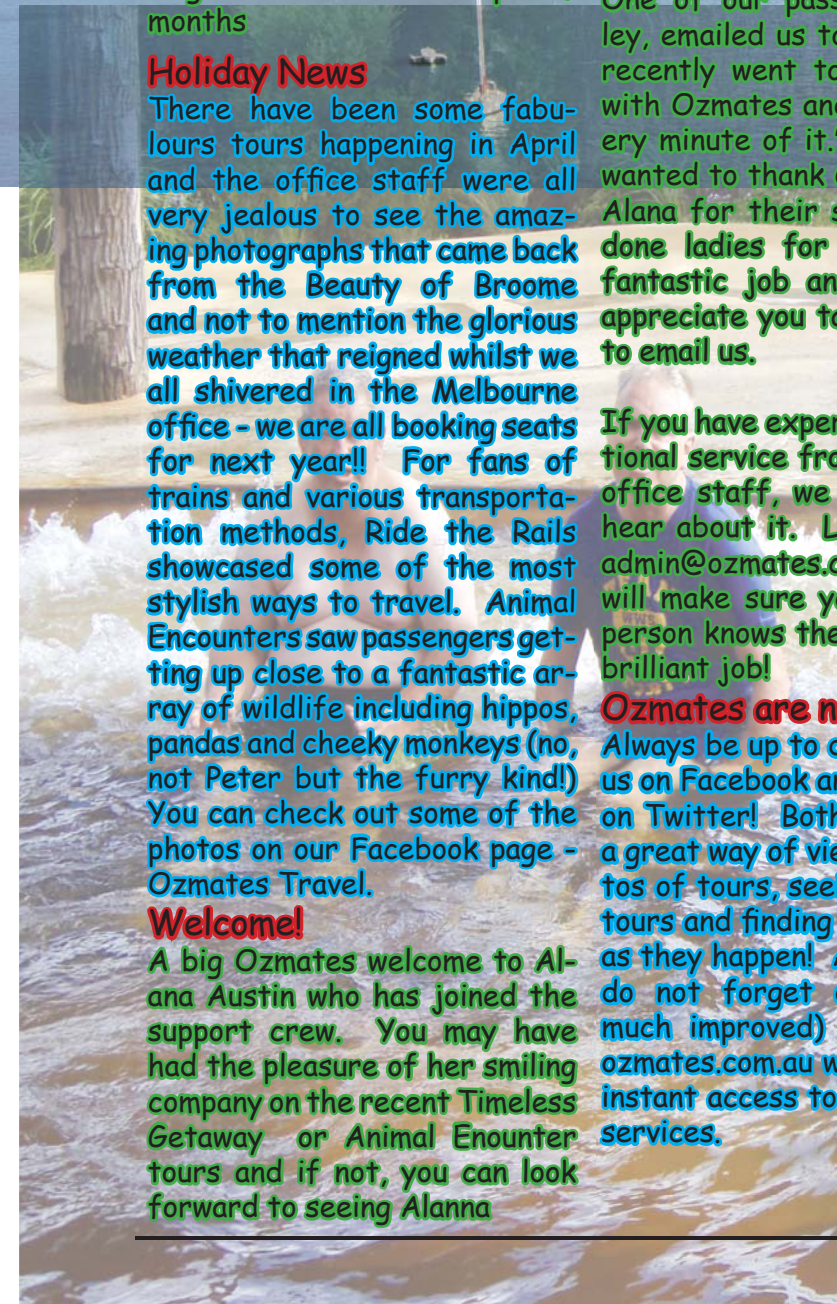 months
Holiday News
There have been some fabu-
lours tours happening in April
and the office staff were all
very jealous to see the amaz-
ing photographs that came back
from the Beauty of Broome
and not to mention the glorious
weather that reigned whilst we
all shivered in the Melbourne
office - we are all booking seats
for next year!! For fans of
trains and various transporta-
tion methods, Ride the Rails
showcased some of the most
stylish ways to travel. Animal
Encounters saw passengers get-
ting up close to a fantastic ar-
ray of wildlife including hippos,
pandas and cheeky monkeys (no,
not Peter but the furry kind!)
You can check out some of the
photos on our Facebook page -
Ozmates Travel.
Welcome!
A big Ozmates welcome to Al-
ana Austin who has joined the
support crew. You may have
had the pleasure of her smiling
company on the recent Timeless
Getaway or Animal Enounter
tours and if not, you can look
forward to seeing Alanna
One of our pass
ley, emailed us to
recently went to
with Ozmates and
ery minute of it.
wanted to thank
Alana for their s
done ladies for
fantastic job an
appreciate you to
to email us.
If you have exper
tional service fro
office staff, we
hear about it. L
admin@ozmates.c
will make sure yo
person knows the
brilliant job!
Ozmates are n
Always be up to d
us on Facebook an
on Twitter! Both
a great way of vie
tos of tours, see
tours and finding
as they happen! A
do not forget
much improved)
ozmates.com.au w
instant access to
services.